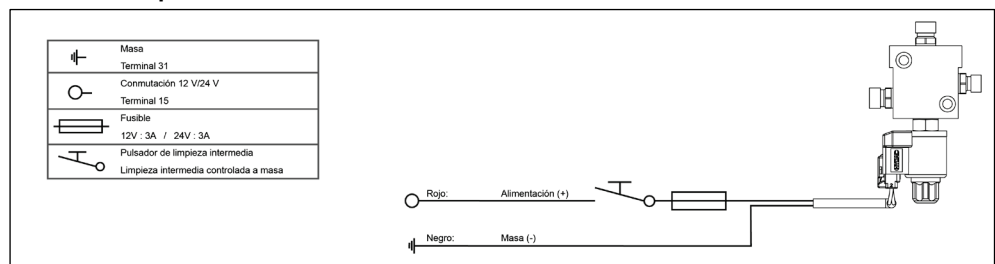 Masa
Terminal 31
Conmutación 12 V/24 V
Terminal 15
Fusible
12V : 3A / 24V : 3A
Pulsador de limpieza intermedia
Limpieza intermedia controlada a masa
Rojo: Alimentación (+)
Negro: Masa (-)